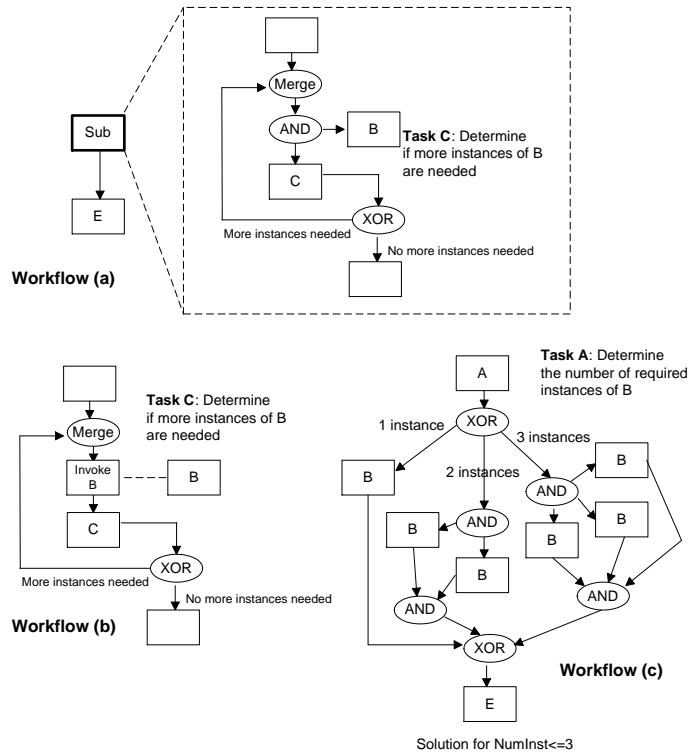 Merge
Sub
AND
B
Task C: Determine
if more instances of B
are needed
C
E
XOR
More instances needed
No more instances needed
Workflow (a)
Task C: Determine
if more instances of B
are needed
Merge
Invoke
B
B
C
XOR
More instances needed
No more instances needed
Workflow (b)
Task A: Determine
the number of required
instances of B
A
XOR
1 instance
3 instances
2 instances
B
B
AND
B
AND
B
B
B
AND
AND
XOR
Workflow (c)
E
Solution for NumInst<=3